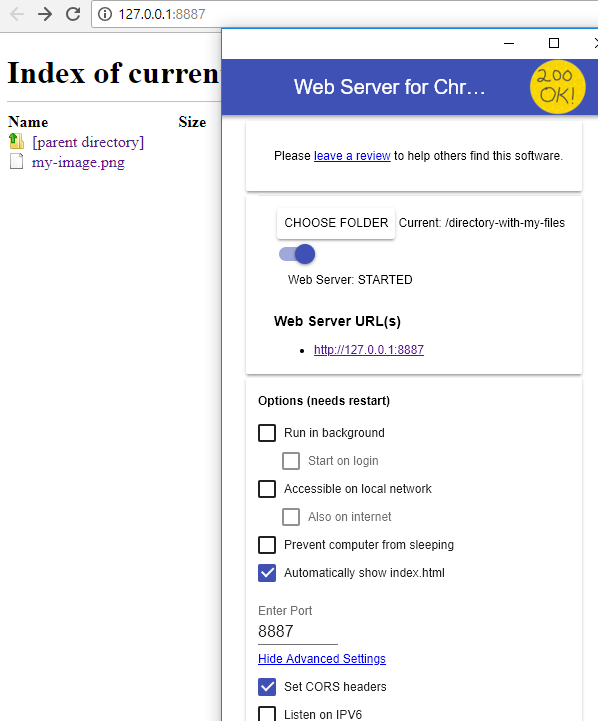 127.0.0.1:8887
Index of curren
Name Size
[parent directory]
my-image.png
Web Server for Chr...
200
OK!
Please leave a review to help others find this software.
CHOOSE FOLDER Current: /directory-with-my-files
Web Server: STARTED
Web Server URL(s)
http://127.0.0.1:8887
Options (needs restart)
Run in background
Start on login
Accessible on local network
Also on internet
Prevent computer from sleeping
Automatically show index.html
Enter Port
8887
Hide Advanced Settings
Set CORS headers
Listen on IPV6